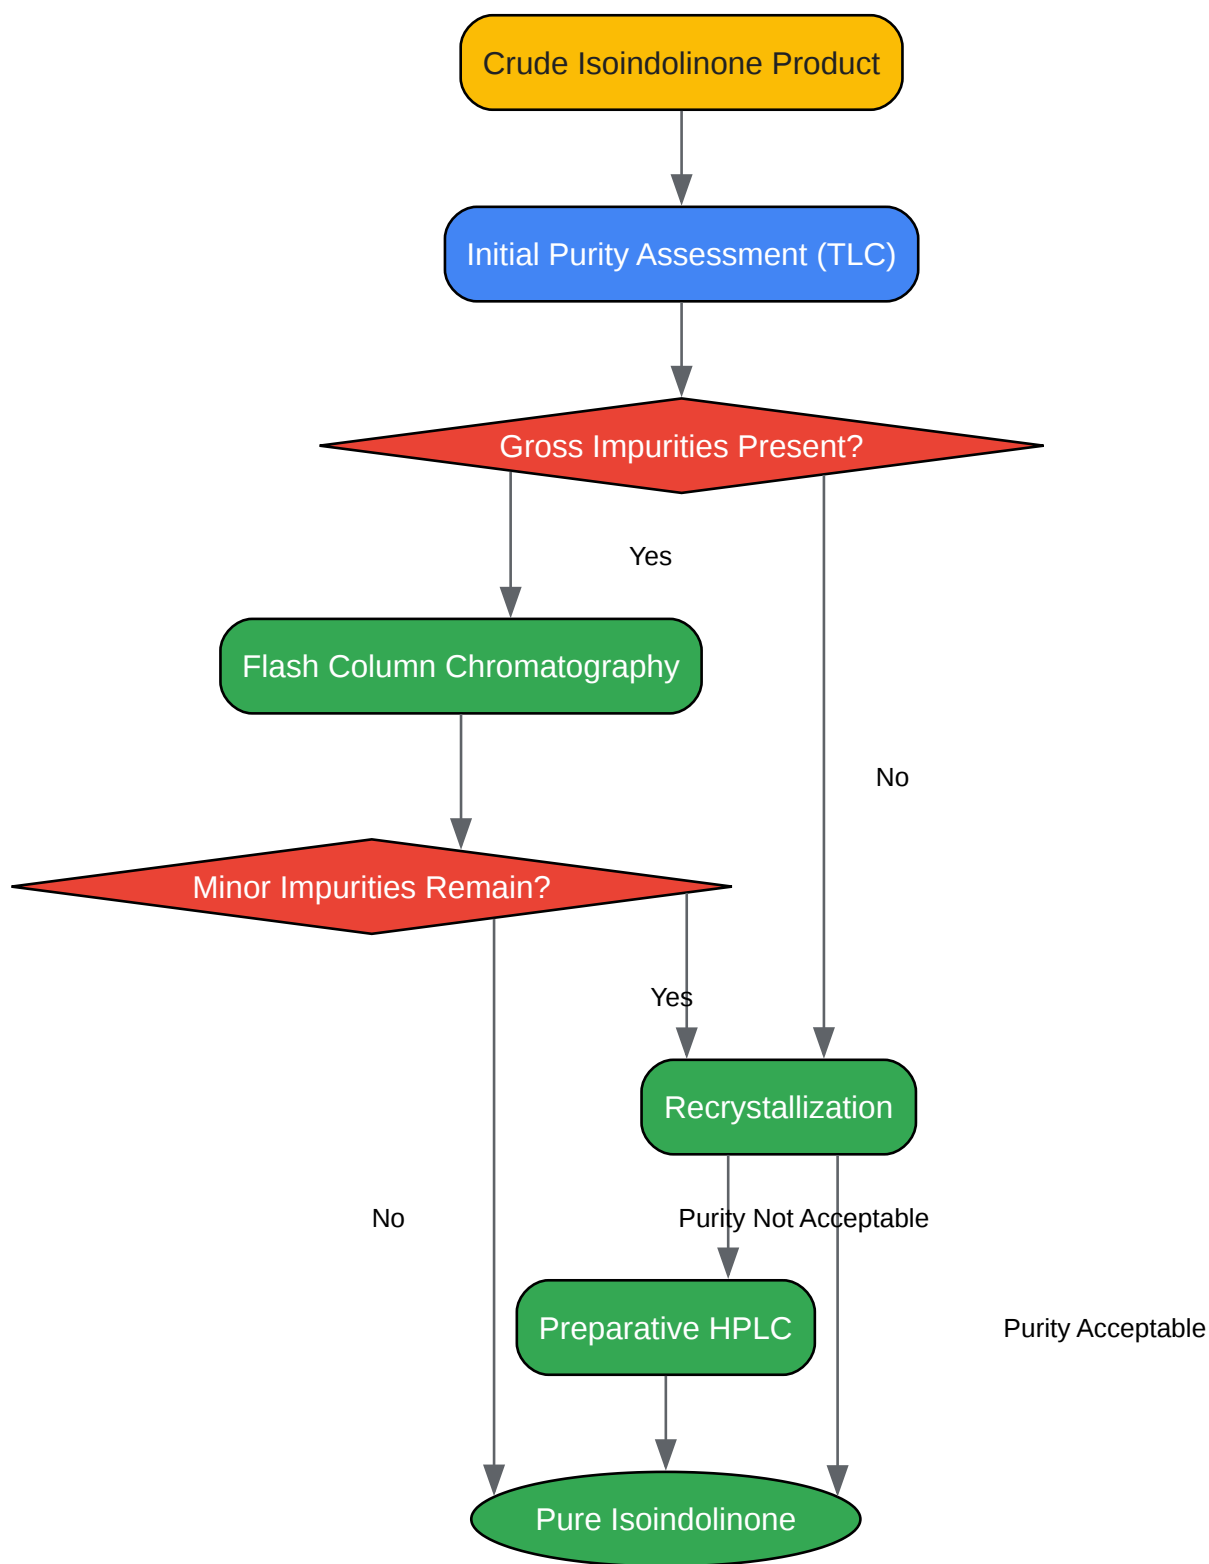 Crude Isoindolinone Product
Initial Purity Assessment (TLC)
Gross Impurities Present?
Yes
Flash Column Chromatography
No
Minor Impurities Remain?
Yes
Recrystallization
No
Purity Not Acceptable
Preparative HPLC
Purity Acceptable
Pure Isoindolinone